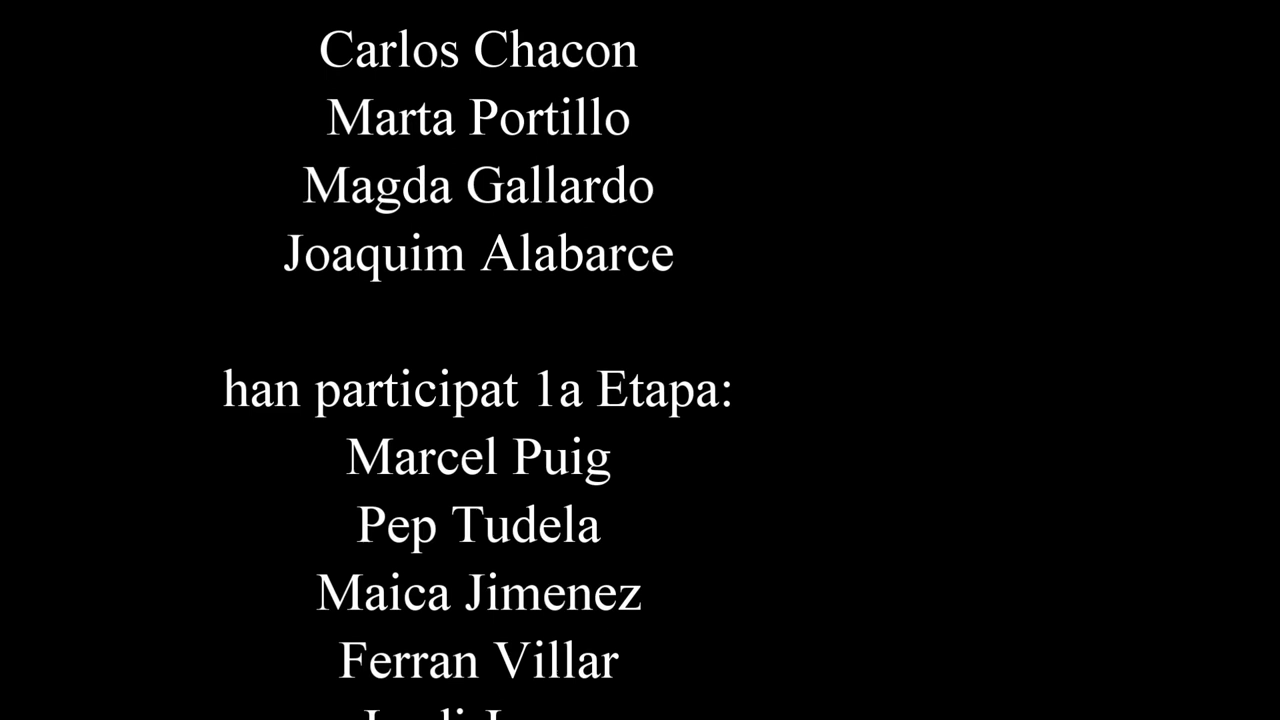 Carlos Chacon
Marta Portillo
Magda Gallardo
Joaquim Alabarce
han participat 1a Etapa:
Marcel Puig
Pep Tudela
Maica Jimenez
Ferran Villar